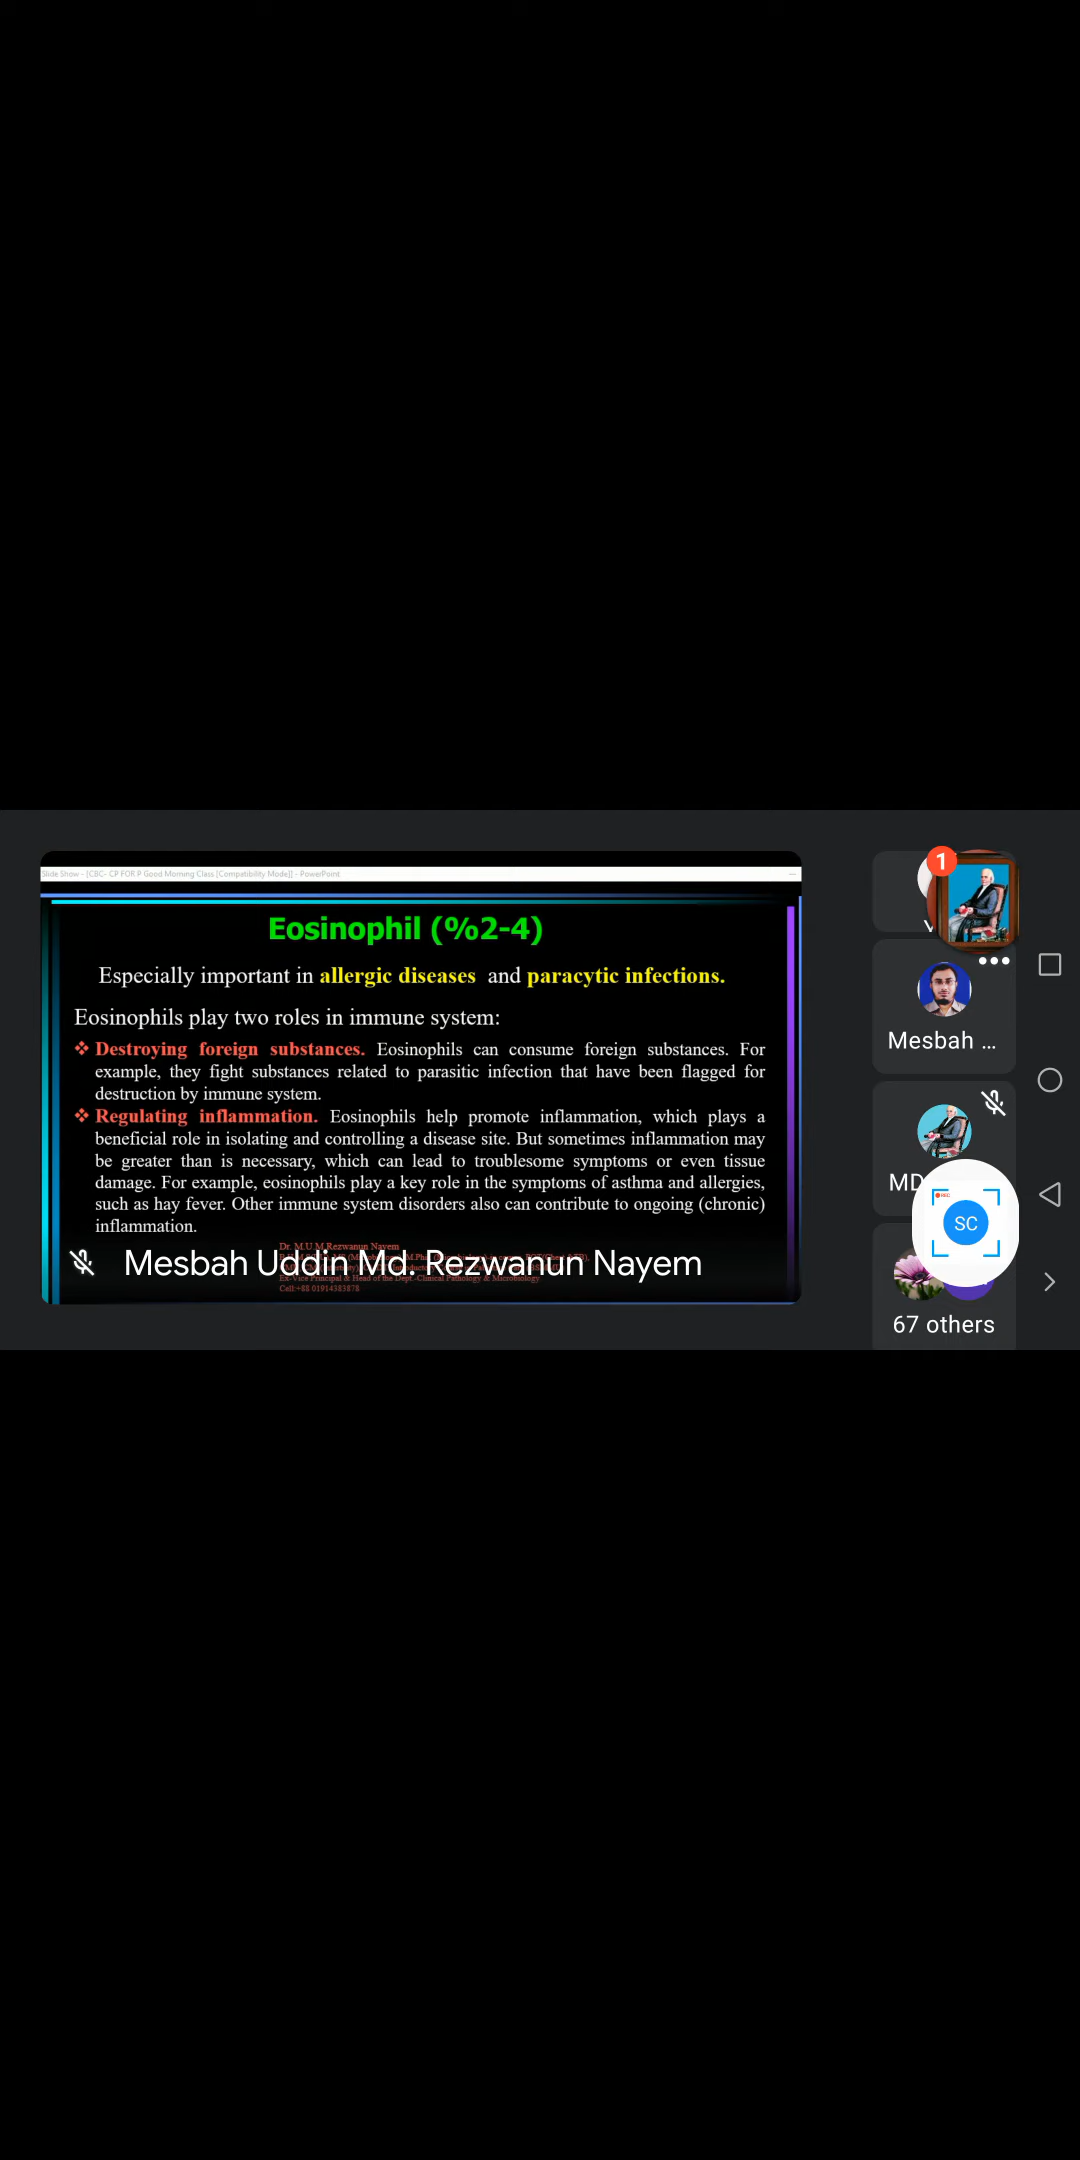 Slide Show - [CBC- CP FOR P Good Morning Class [Compatibility Mode]] - PowerPoint
Eosinophil (%2-4)
Especially important in allergic diseases and paracytic infections.
Eosinophils play two roles in immune system:
❖ Destroying foreign substances. Eosinophils can consume foreign substances. For
example, they fight substances related to parasitic infection that have been flagged for
destruction by immune system.
❖ Regulating inflammation. Eosinophils help promote inflammation, which plays a
beneficial role in isolating and controlling a disease site. But sometimes inflammation may
be greater than is necessary, which can lead to troublesome symptoms or even tissue
damage. For example, eosinophils play a key role in the symptoms of asthma and allergies,
such as hay fever. Other immune system disorders also can contribute to ongoing (chronic)
inflammation.
Dr. M.U.M.Rezwanun Nayem
Mesbah Uddin Md. Rezwanun Nayem
Ex-Vice Principal & Head of the Dept.-Clinical Pathology & Microbiology
Cell:+88 01914383878
1
Mesbah ...
MD
REC
SC
67 others